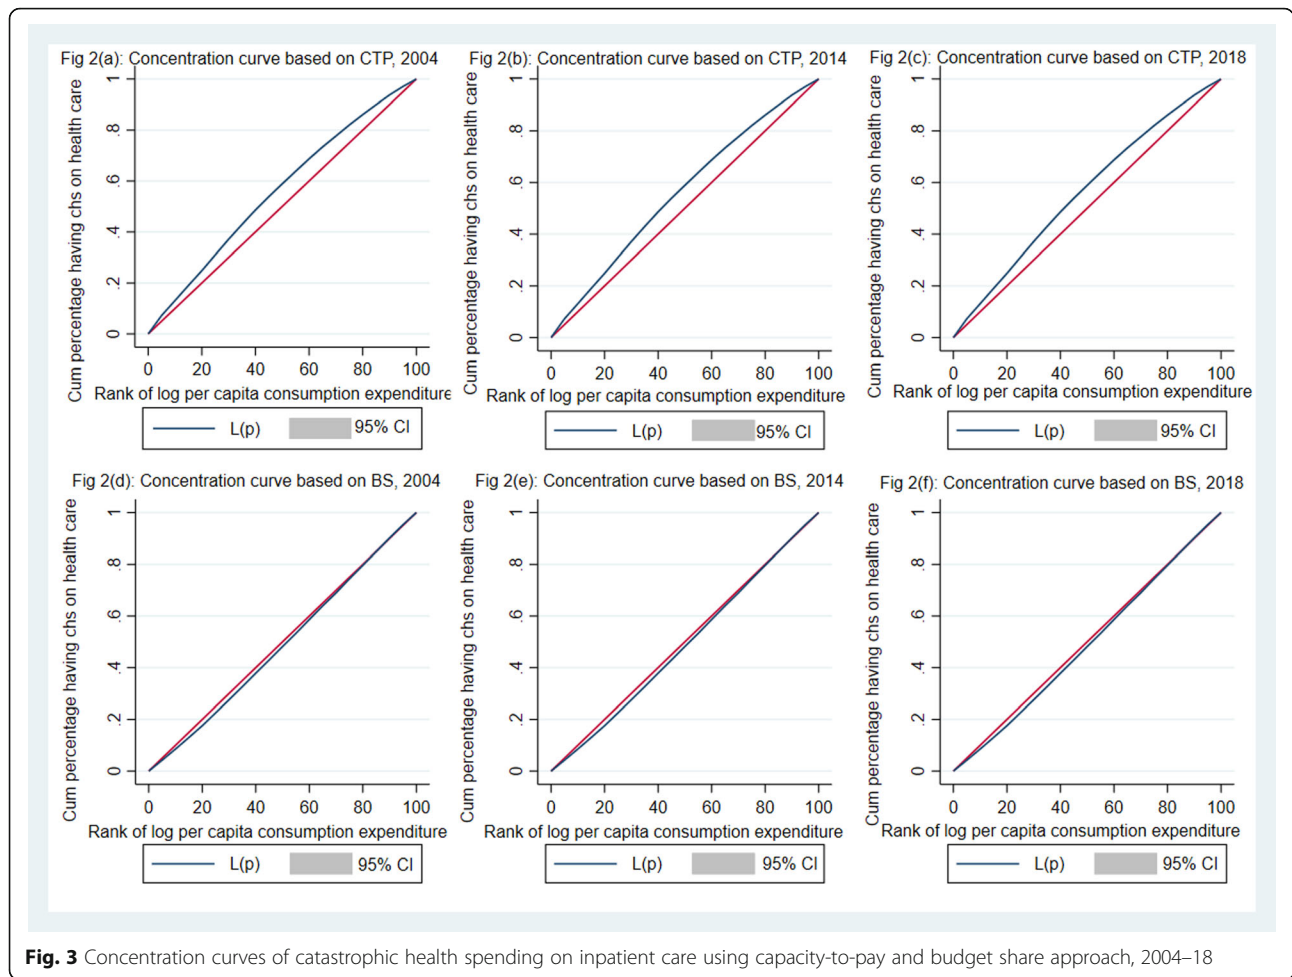 Fig 2(a): Concentration curve based on CTP, 2004
Cum percentage having chs on health care
1
.8
.6
.4
.2
0
0 20 40 60 80 100
Rank of log per capita consumption expenditure
L(p) 95% CI
Fig 2(b): Concentration curve based on CTP, 2014
Cum percentage having chs on health care
1
.8
.6
.4
.2
0
0 20 40 60 80 100
Rank of log per capita consumption expenditure
L(p) 95% CI
Fig 2(c): Concentration curve based on CTP, 2018
Cum percentage having chs on health care
1
.8
.6
.4
.2
0
0 20 40 60 80 100
Rank of log per capita consumption expenditure
L(p) 95% CI
Fig 2(d): Concentration curve based on BS, 2004
Cum percentage having chs on health care
1
.8
.6
.4
.2
0
0 20 40 60 80 100
Rank of log per capita consumption expenditure
L(p) 95% CI
Fig 2(e): Concentration curve based on BS, 2014
Cum percentage having chs on health care
1
.8
.6
.4
.2
0
0 20 40 60 80 100
Rank of log per capita consumption expenditure
L(p) 95% CI
Fig 2(f): Concentration curve based on BS, 2018
Cum percentage having chs on health care
1
.8
.6
.4
.2
0
0 20 40 60 80 100
Rank of log per capita consumption expenditure
L(p) 95% CI
Fig. 3 Concentration curves of catastrophic health spending on inpatient care using capacity-to-pay and budget share approach, 2004–18